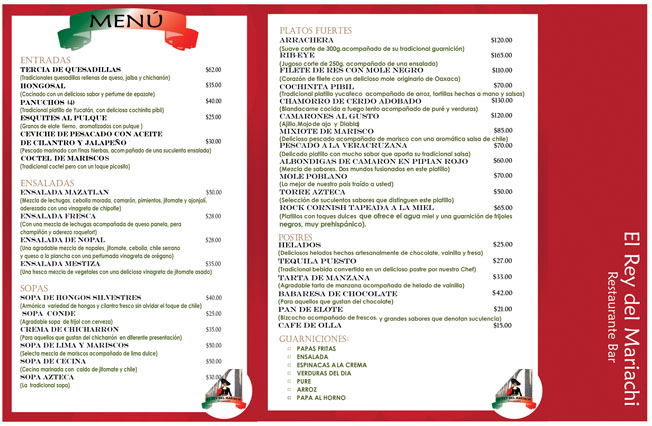 MENÚ
ENTRADAS
TERCIA DE QUESADILLAS $62.00
(Tradicionales quesadillas rellenas de queso, jaiba y chicharón)
HONGOSAL $35.00
(Cocinado con un delicioso sabor y perfume de epazote)
PANUCHOS (4) $40.00
(Tradicional platillo de Yucatán, con deliciosa cochinita pibil)
ESQUITES AL PULQUE $25.00
(Granos de elote tierno, aromatizados con pulque)
CEVICHE DE PESACADO CON ACEITE
DE CILANTRO Y JALAPEÑO $30.00
(Pescado marinado con finas hierbas, acompañado de una suculenta ensalada)
COCTEL DE MARISCOS
(Tradicional coctel pero con un toque picosito)
ENSALADAS
ENSALADA MAZATLAN $50.00
(Mezcla de lechugas, cebolla morada, camarón, pimientos, jitomate y ajonjolí,
aderezada con una vinagreta de chipotle)
ENSALADA FRESCA $28.00
(Con una mezcla de lechugas acompañada de queso panela, pera
champiñón y aderezo roquefort)
ENSALADA DE NOPAL $28.00
(Una agradable mezcla de nopales, jitomate, cebolla, chile serrano
y queso a la plancha con una perfumada vinagreta de orégano)
ENSALADA MESTIZA $35.00
(Una fresca mezcla de vegetales con una deliciosa vinagreta de jitomate asado)
SOPAS
SOPA DE HONGOS SILVESTRES $40.00
(Armónica variedad de hongos y cilantro fresco sin olvidar el toque de chile)
SOPA CONDE $25.00
(Agradable sopa de frijol con cerveza)
CREMA DE CHICHARRON $35.00
(Para aquellos que gustan del chicharrón en diferente presentación)
SOPA DE LIMA Y MARISCOS $50.00
(Selecta mezcla de mariscos acompañado de lima dulce)
SOPA DE CECINA $50.00
(Cecina marinada con caldo de jitomate y chile)
SOPA AZTECA $30.00
(La tradicional sopa)
PLATOS FUERTES
ARRACHERA $120.00
(Suave corte de 300g, acompañado de su tradicional guarnición)
RIB-EYE $165.00
(Jugoso corte de 250g, acompañado de una ensalada)
FILETE DE RES CON MOLE NEGRO $110.00
(Corazón de filete con un delicioso mole originario de Oaxaca)
COCHINITA PIBIL $70.00
(Tradicional platillo yucateco acompañado de arroz, tortillas hechas a mano y salsas)
CHAMORRO DE CERDO ADOBADO $130.00
(Blandacarne cocida a fuego lento acompañado de puré y verduras)
CAMARONES AL GUSTO $120.00
(Ajillo, Mojo de ajo y Diabla)
MIXIOTE DE MARISCO $85.00
(Delicioso pescado acompañado de marisco con una aromática salsa de chile)
PESCADO A LA VERACRUZANA $70.00
(Delicado platillo con mucho sabor que aporta su tradicional salsa)
ALBONDIGAS DE CAMARON EN PIPIAN ROJO $60.00
(Mezcla de sabores. Dos mundos fusionados en este platillo)
MOLE POBLANO $70.00
(Lo mejor de nuestro país traído a usted)
TORRE AZTECA $50.00
(Selección de suculentos sabores que distinguen este platillo)
ROCK CORNISH TAPEADA A LA MIEL $65.00
(Platillos con toques dulces que ofrece el agua miel y una guarnición de frijoles
negros, muy prehispánico).
POSTRES
HELADOS $25.00
(Deliciosos helados hechos artesanalmente de chocolate, vainilla y fresa)
TEQUILA PUESTO $27.00
(Tradicional bebida convertida en un delicioso postre por nuestro Chef)
TARTA DE MANZANA $33.00
(Agradable tarta de manzana acompañada de helado de vainilla)
BABARESA DE CHOCOLATE $42.00
(Para aquellos que gustan del chocolate)
PAN DE ELOTE $21.00
(Bizcocho acompañado de frescos. y grandes sabores que denotan suculencia)
CAFE DE OLLA $15.00
GUARNICIONES:
PAPAS FRITAS
ENSALADA
ESPINACAS A LA CREMA
VERDURAS DEL DIA
PURE
ARROZ
PAPA AL HORNO
El Rey del Mariachi
Restaurante Bar